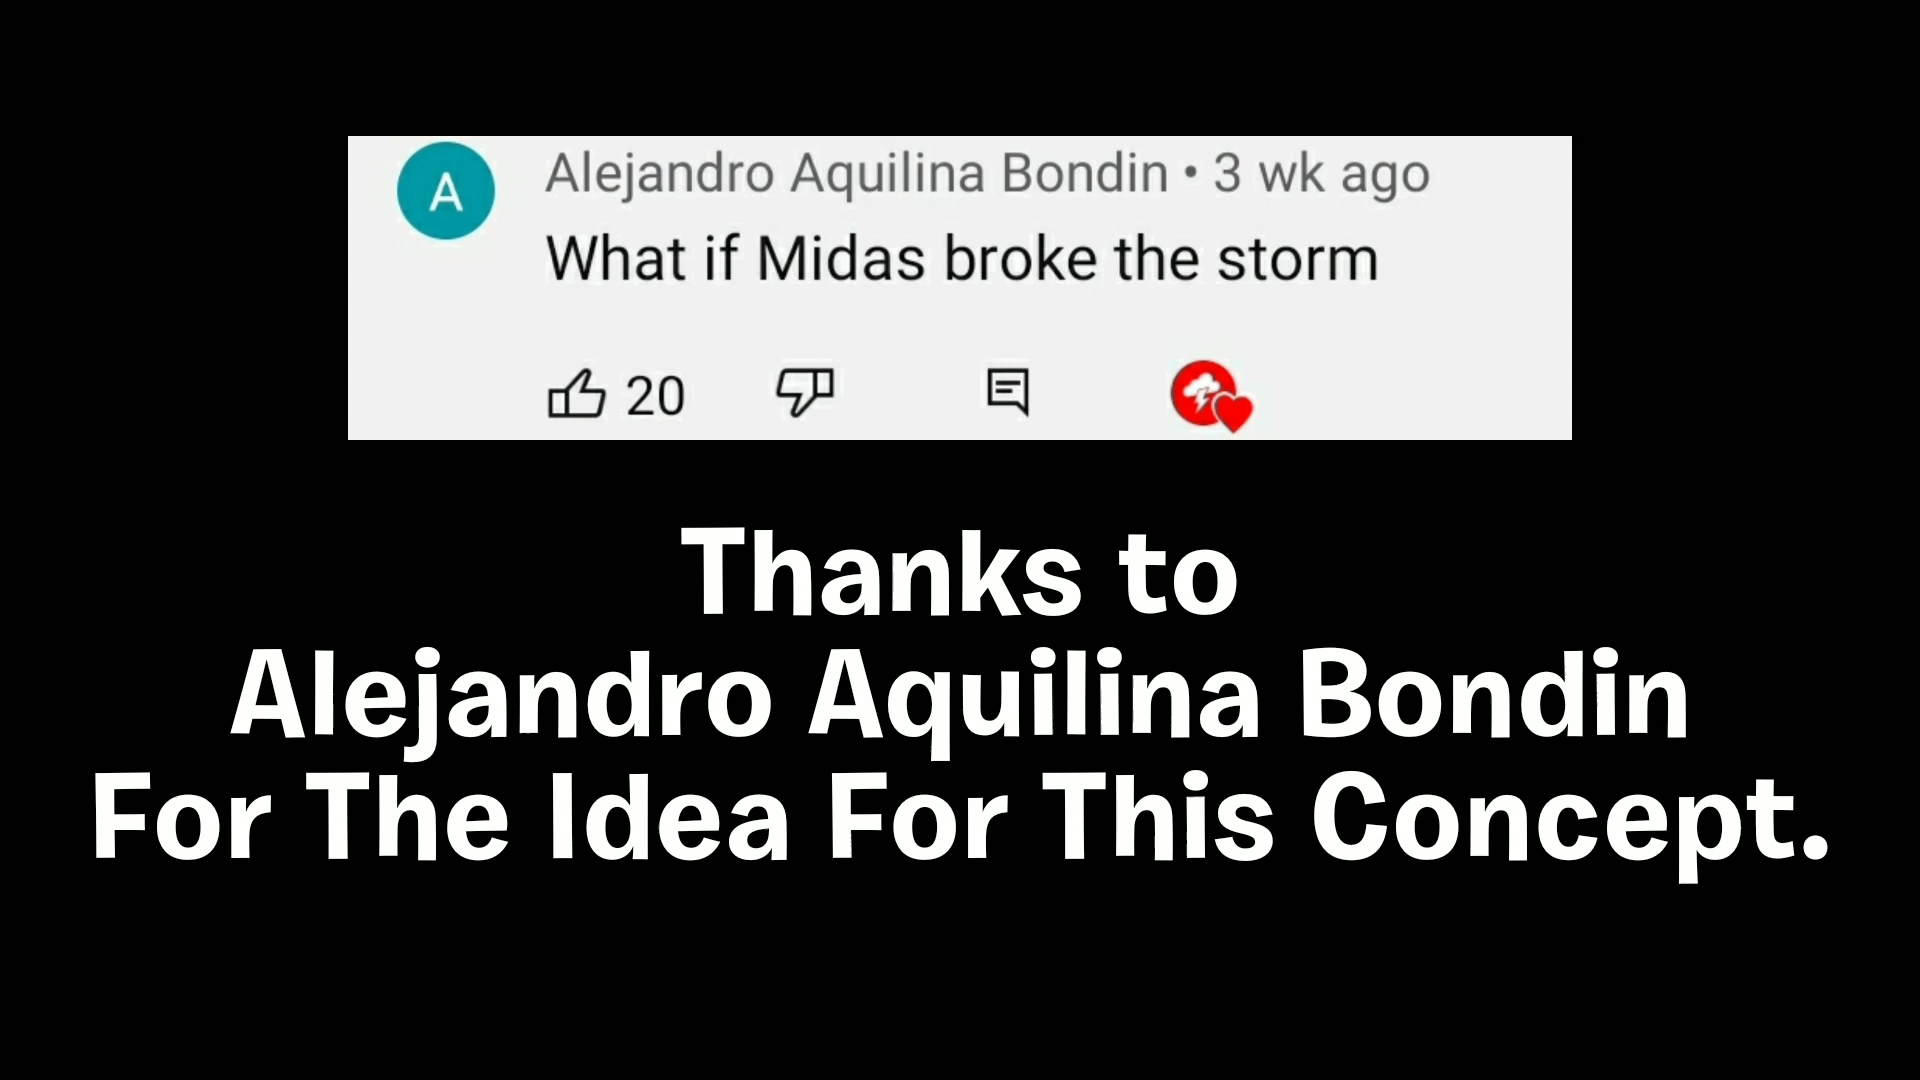 A
Alejandro Aquilina Bondin • 3 wk ago
What if Midas broke the storm
20
Thanks to
Alejandro Aquilina Bondin
For The Idea For This Concept.